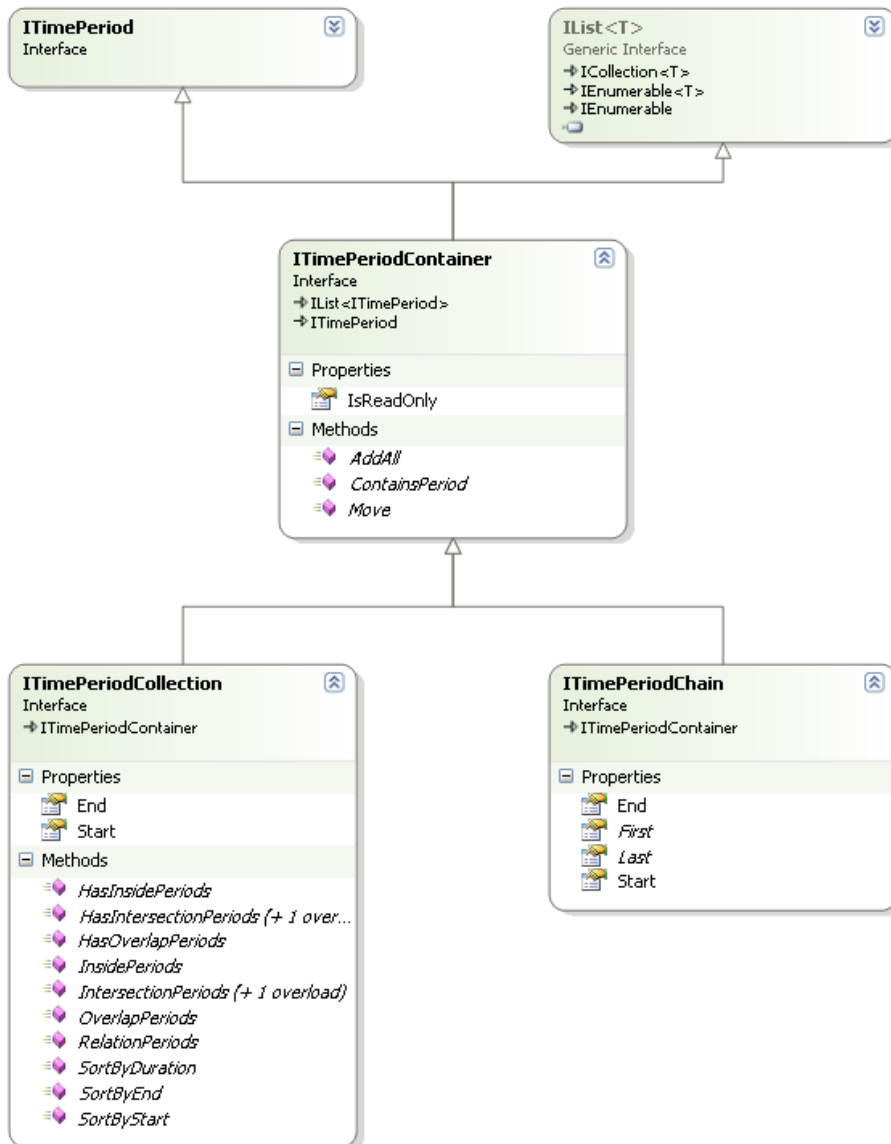 ITimePeriod
Interface
IList<T>
Generic Interface
ICollection<T>
IEnumerable<T>
IEnumerable
ITimePeriodContainer
Interface
IList<ITimePeriod>
ITimePeriod
Properties
IsReadOnly
Methods
AddAll
ContainsPeriod
Move
ITimePeriodCollection
Interface
ITimePeriodContainer
Properties
End
Start
Methods
HasInsidePeriods
HasIntersectionPeriods (+ 1 over...
HasOverlapPeriods
InsidePeriods
IntersectionPeriods (+ 1 overload)
OverlapPeriods
RelationPeriods
SortByDuration
SortByEnd
SortByStart
ITimePeriodChain
Interface
ITimePeriodContainer
Properties
End
First
Last
Start